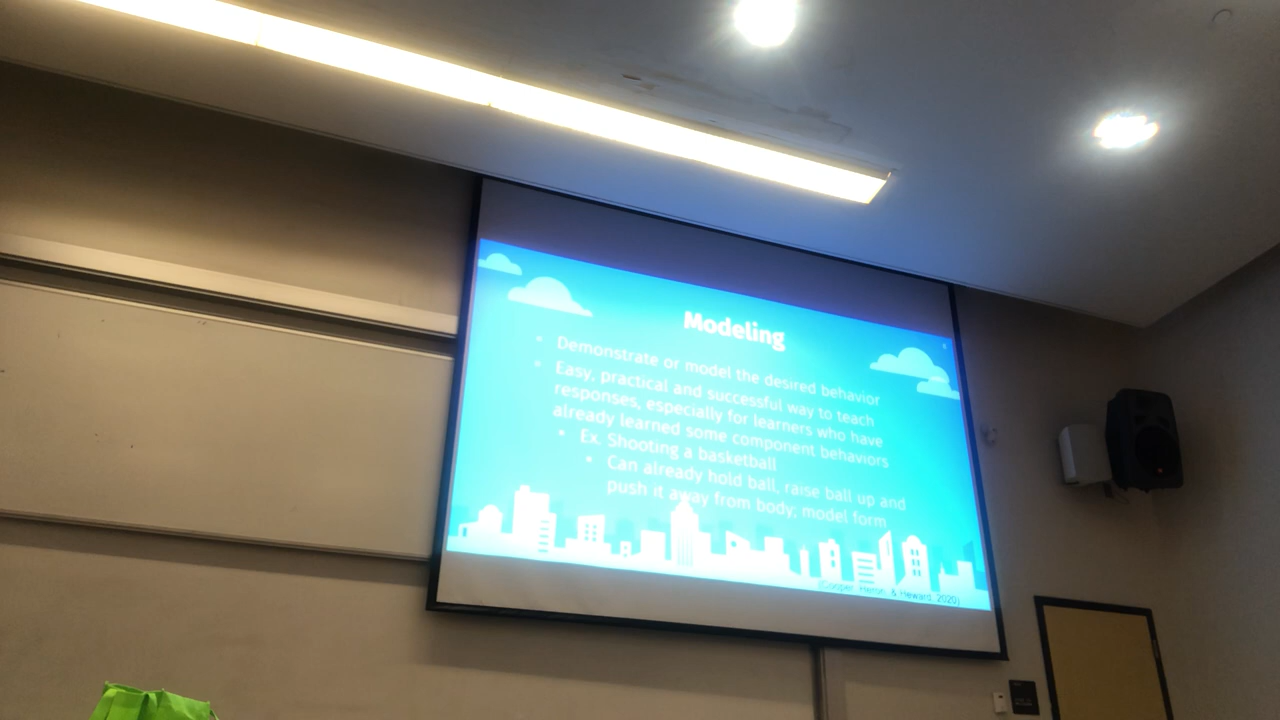 Modeling
• Demonstrate or model the desired behavior
• Easy, practical and successful way to teach
responses, especially for learners who have
already learned some component behaviors
• Ex. Shooting a basketball
• Can already hold ball, raise ball up and
push it away from body; model form
(Cooper, Heron, & Heward, 2020)